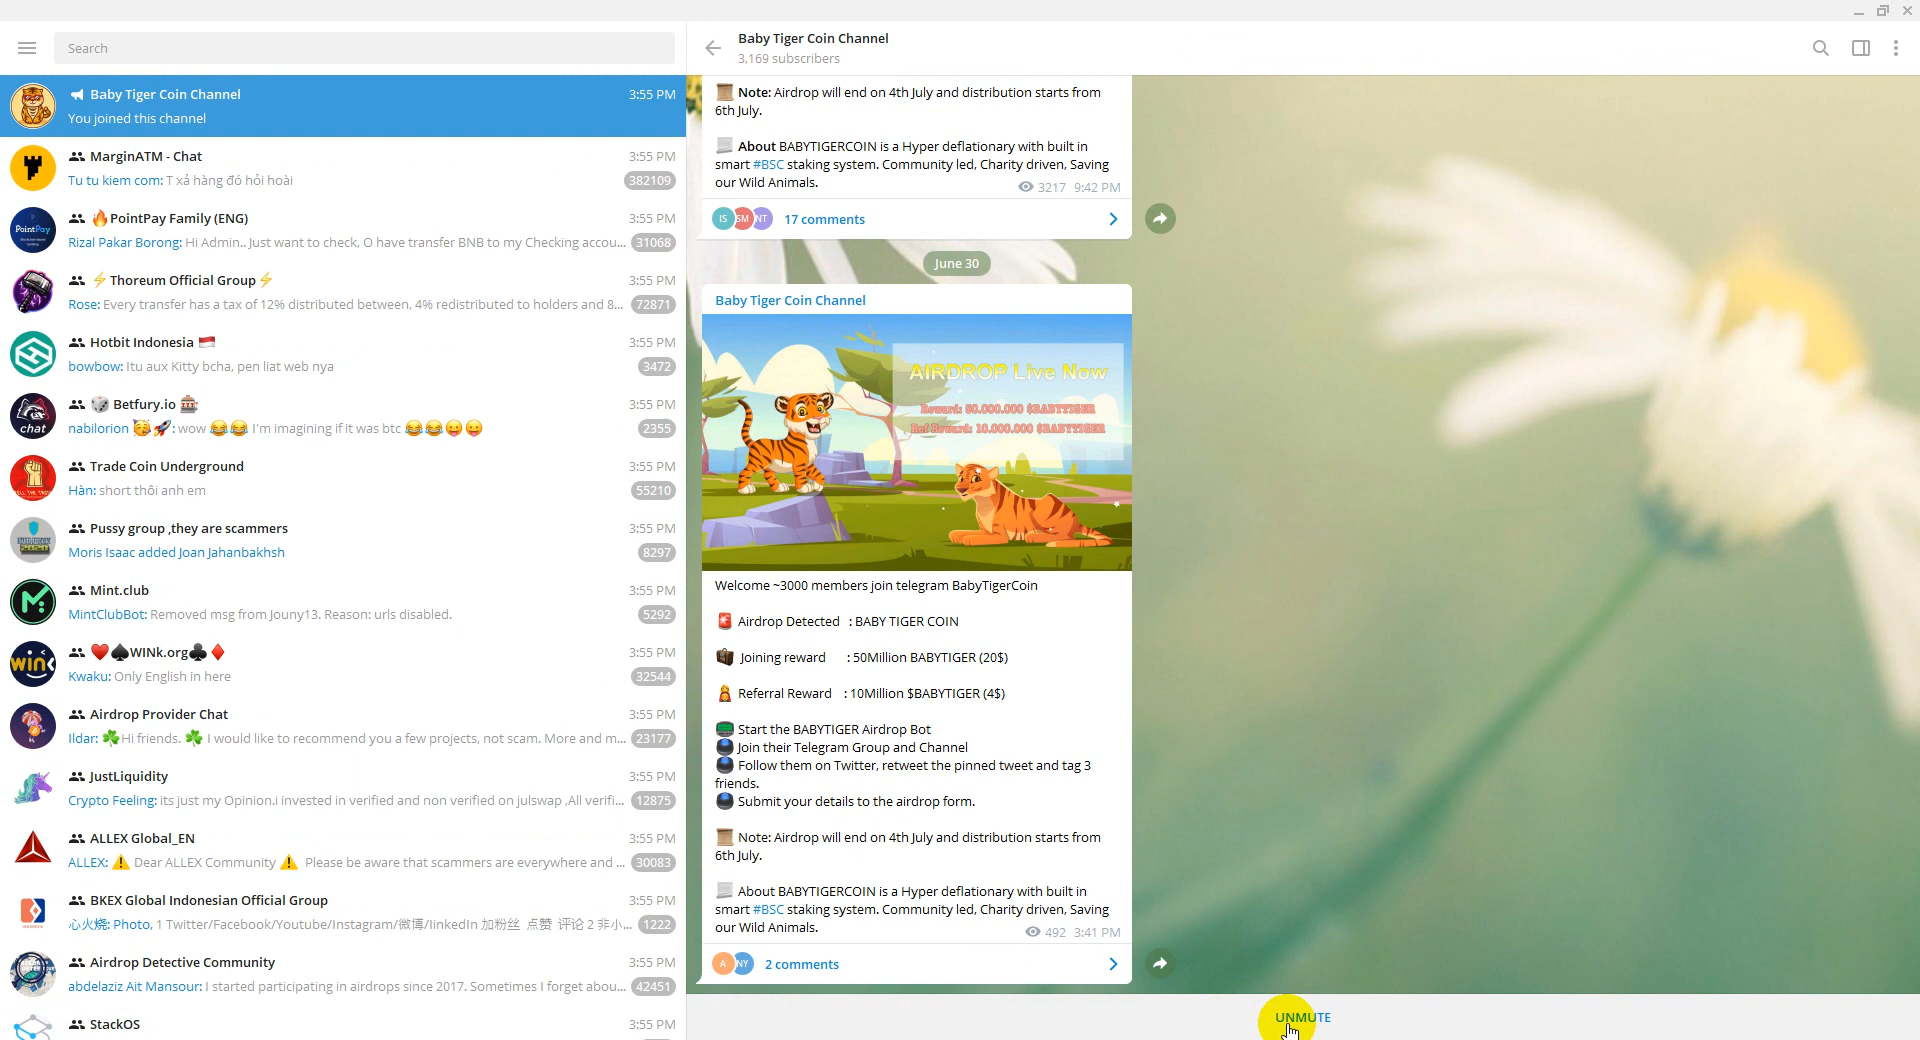 Search
Baby Tiger Coin Channel
3:55 PM
You joined this channel
MarginATM - Chat
3:55 PM
Tu tu kiem com: T xả hàng đó hỏi hoài
382109
PointPay
🔥PointPay Family (ENG)
3:55 PM
Rizal Pakar Borong: Hi Admin.. Just want to check, O have transfer BNB to my Checking accou...
31068
⚡Thoreum Official Group⚡
3:55 PM
Rose: Every transfer has a tax of 12% distributed between, 4% redistributed to holders and 8...
72871
Hotbit Indonesia 🇮🇩
3:55 PM
bowbow: Itu aux Kitty bcha, pen liat web nya
3472
chat
🎲 Betfury.io 🎰
3:55 PM
nabilorion 🥳🚀: wow 😂😂 I'm imagining if it was btc 😂😂😛😛
2355
Trade Coin Underground
3:55 PM
Hàn: short thôi anh em
55210
Pussy group ,they are scammers
3:55 PM
Moris Isaac added Joan Jahanbakhsh
8297
Mint.club
3:55 PM
MintClubBot: Removed msg from Jouny13. Reason: urls disabled.
5292
wink
♥️♠️WINk.org♣️♦️
3:55 PM
Kwaku: Only English in here
32544
Airdrop Provider Chat
3:55 PM
Ildar: ☘️Hi friends. ☘️ I would like to recommend you a few projects, not scam. More and m...
23177
JustLiquidity
3:55 PM
Crypto Feeling: its just my Opinion.i invested in verified and non verified on julswap ,All verifi...
12875
ALLEX Global_EN
3:55 PM
ALLEX: ⚠️ Dear ALLEX Community ⚠️ Please be aware that scammers are everywhere and ...
30083
BKEX Global Indonesian Official Group
3:55 PM
心火烧: Photo, 1 Twitter/Facebook/Youtube/Instagram/微博/linkedIn 加粉丝 点赞 评论 2 非小...
1222
Airdrop Detective Community
3:55 PM
abdelaziz Ait Mansour: I started participating in airdrops since 2017. Sometimes I forget abou...
42451
StackOS
3:55 PM
Baby Tiger Coin Channel
3,169 subscribers
Note: Airdrop will end on 4th July and distribution starts from
6th July.
About BABYTIGERCOIN is a Hyper deflationary with built in
smart #BSC staking system. Community led, Charity driven, Saving
our Wild Animals.
3217 9:42 PM
IS SM NT 17 comments
June 30
Baby Tiger Coin Channel
AIRDROP Live Now
Reward: 50.000.000 $BABYTIGER
Ref Reward: 10.000.000 $BABYTIGER
Welcome ~3000 members join telegram BabyTigerCoin
Airdrop Detected : BABY TIGER COIN
Joining reward : 50Million BABYTIGER (20$)
Referral Reward : 10Million $BABYTIGER (4$)
Start the BABYTIGER Airdrop Bot
Join their Telegram Group and Channel
Follow them on Twitter, retweet the pinned tweet and tag 3
friends.
Submit your details to the airdrop form.
Note: Airdrop will end on 4th July and distribution starts from
6th July.
About BABYTIGERCOIN is a Hyper deflationary with built in
smart #BSC staking system. Community led, Charity driven, Saving
our Wild Animals.
492 3:41 PM
A NY 2 comments
UNMUTE